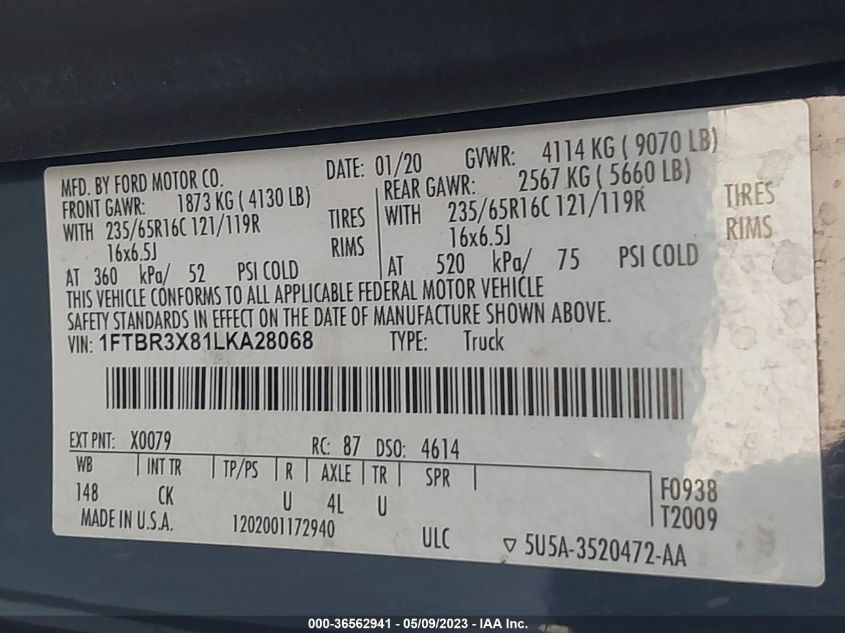 MFD. BY FORD MOTOR CO. DATE: 01/20 GVWR: 4114 KG ( 9070 LB)
FRONT GAWR: 1873 KG ( 4130 LB) REAR GAWR: 2567 KG ( 5660 LB)
WITH 235/65R16C 121/119R TIRES WITH 235/65R16C 121/119R TIRES
16x6.5J RIMS 16x6.5J RIMS
AT 360 kPa/ 52 PSI COLD AT 520 kPa/ 75 PSI COLD
THIS VEHICLE CONFORMS TO ALL APPLICABLE FEDERAL MOTOR VEHICLE
SAFETY STANDARDS IN EFFECT ON THE DATE OF MANUFACTURE SHOWN ABOVE.
VIN: 1FTBR3X81LKA28068 TYPE: Truck
EXT PNT: X0079 RC: 87 DSO: 4614
WB INT TR TP/PS R AXLE TR SPR
148 CK U 4L U F0938
MADE IN U.S.A. 1202001172940 ULC T2009
▽ 5U5A-3520472-AA
000-36562941 - 05/09/2023 - IAA Inc.